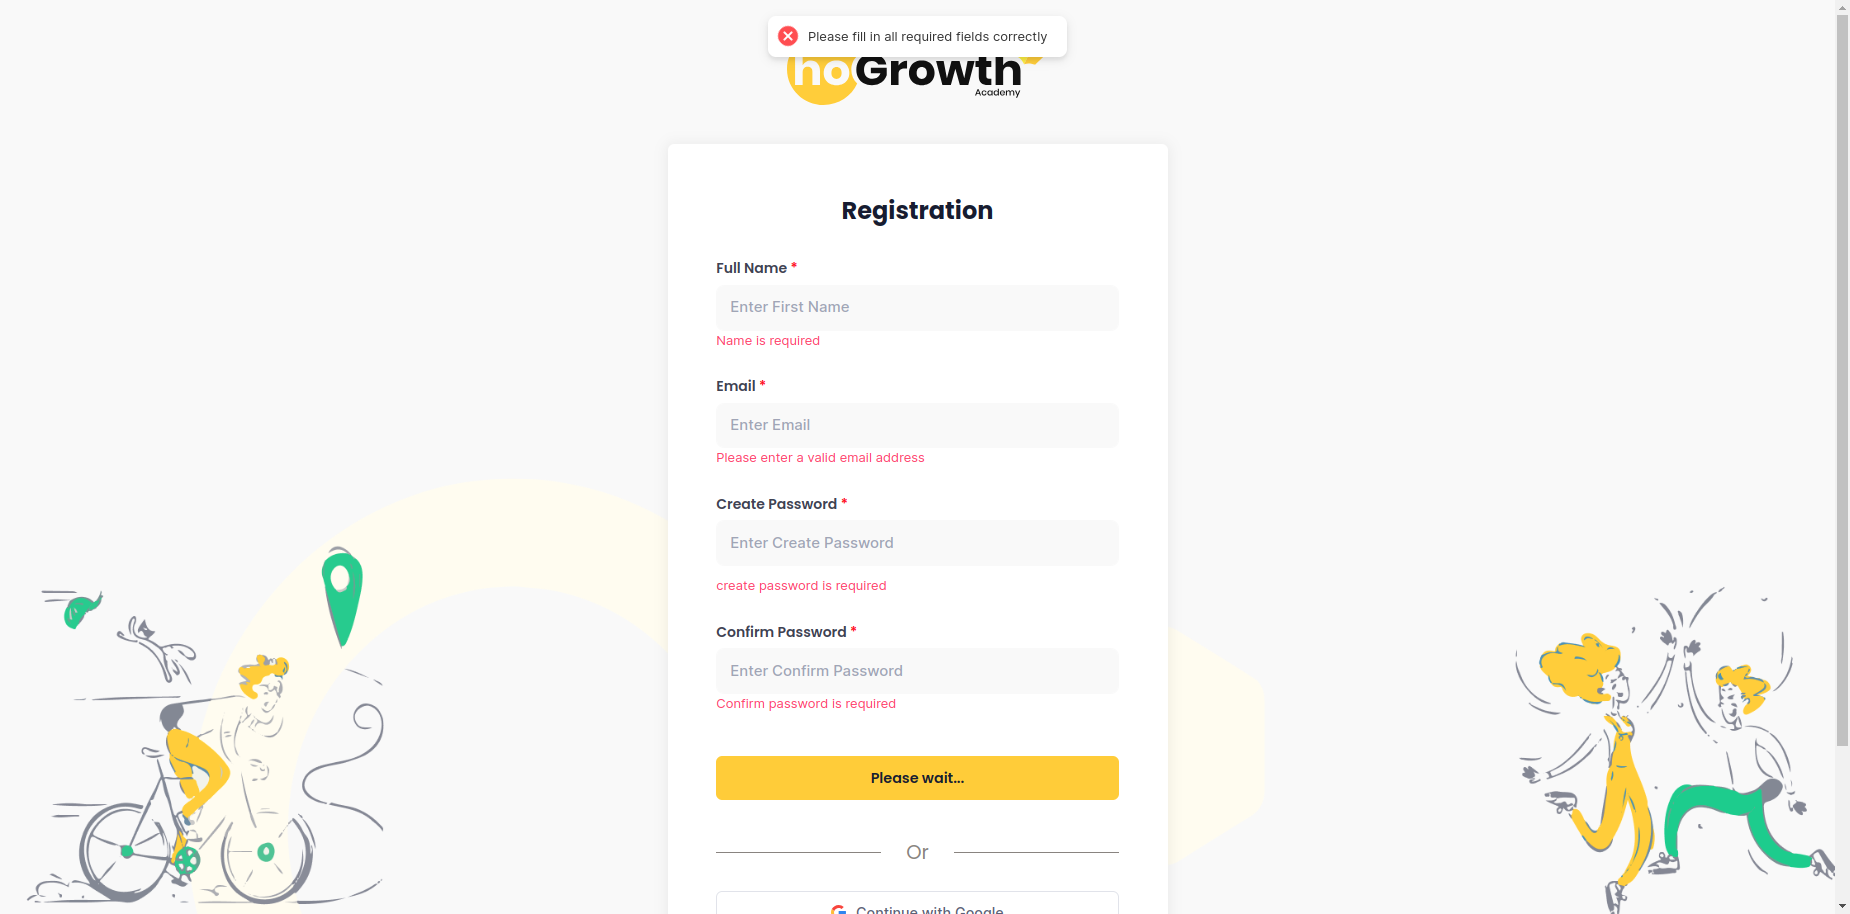 Please fill in all required fields correctly
hoGrowth
Academy
Registration
Full Name *
Enter First Name
Name is required
Email *
Enter Email
Please enter a valid email address
Create Password *
Enter Create Password
create password is required
Confirm Password *
Enter Confirm Password
Confirm password is required
Please wait...
Or
Continue with Google